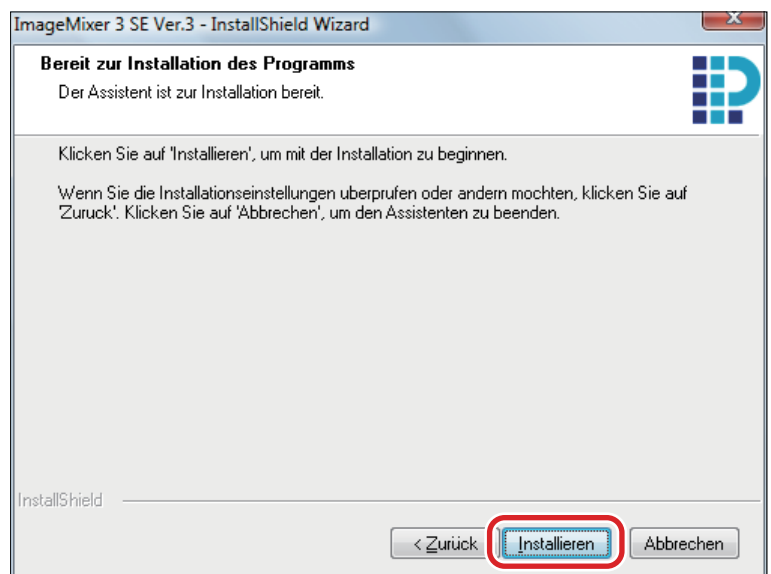 ImageMixer 3 SE Ver.3 - InstallShield Wizard
Bereit zur Installation des Programms
Der Assistent ist zur Installation bereit.
Klicken Sie auf 'Installieren', um mit der Installation zu beginnen.
Wenn Sie die Installationseinstellungen uberprufen oder andern mochten, klicken Sie auf
'Zuruck'. Klicken Sie auf 'Abbrechen', um den Assistenten zu beenden.
InstallShield
< Zurück
Installieren
Abbrechen